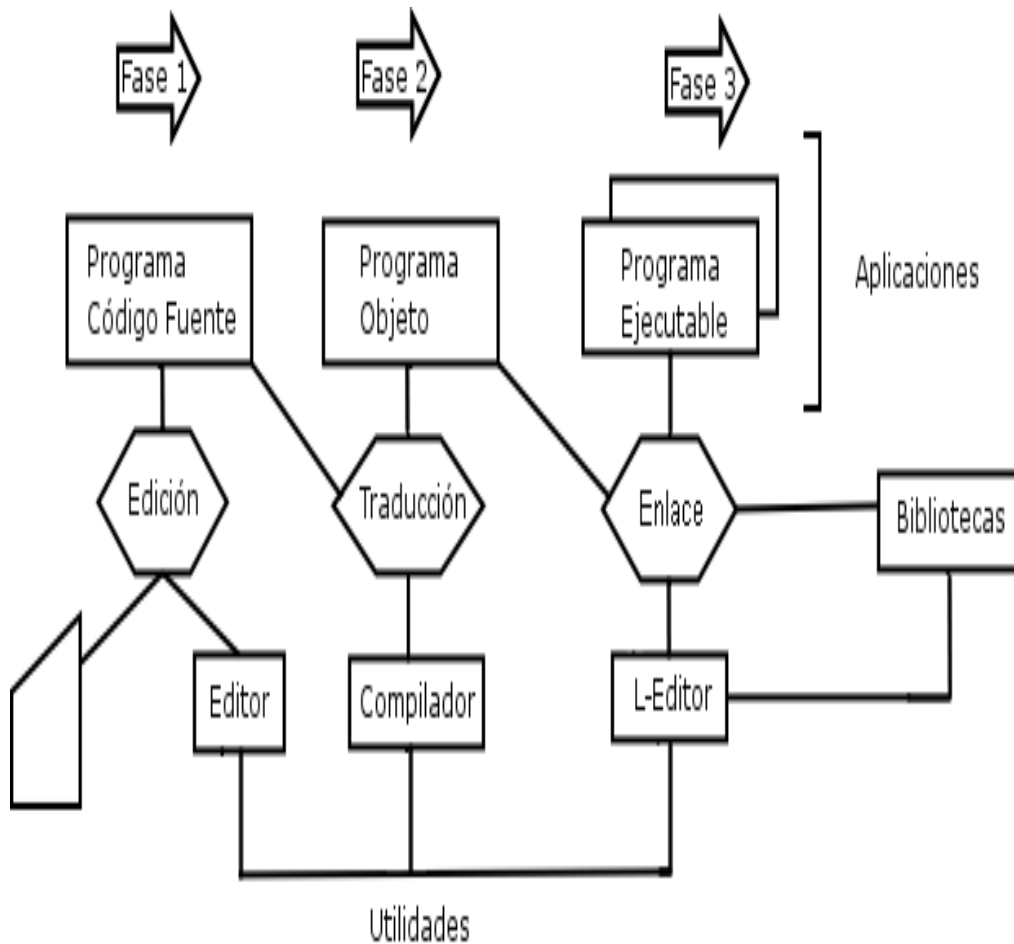 Fase 1
Fase 2
Fase 3
Programa
Código Fuente
Programa
Objeto
Programa
Ejecutable
Aplicaciones
Edición
Traducción
Enlace
Bibliotecas
Editor
Compilador
L-Editor
Utilidades